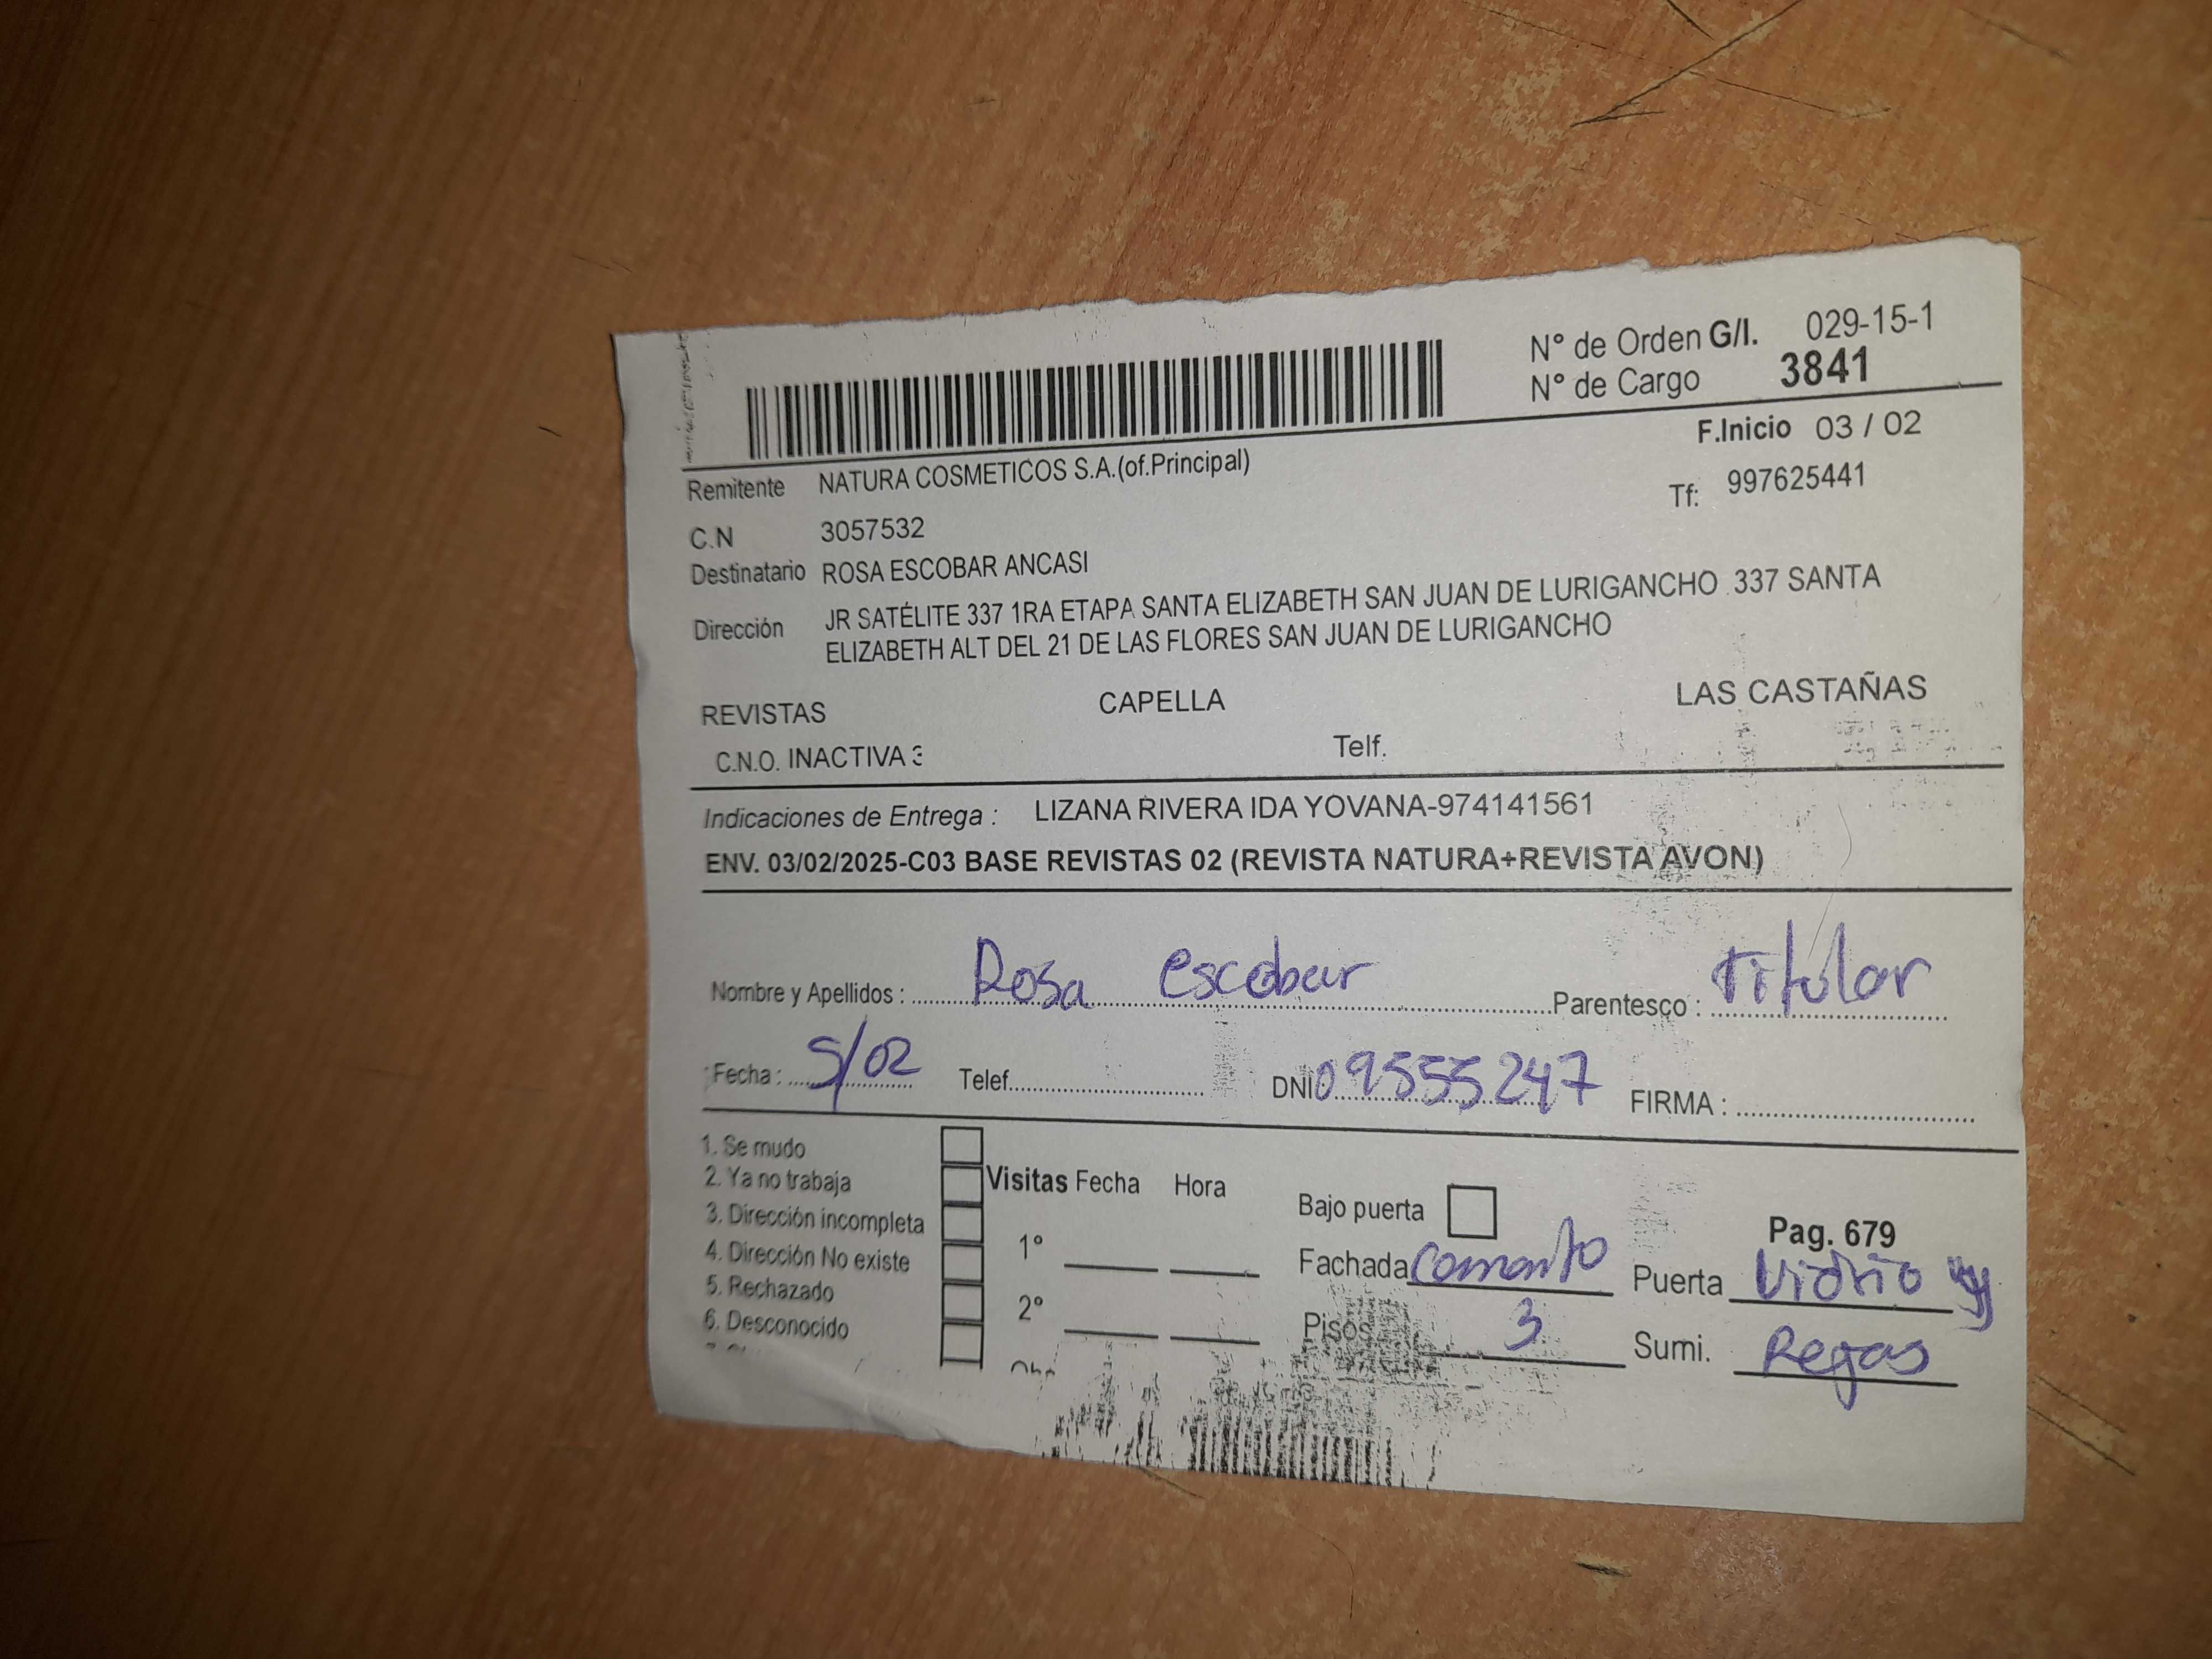 N° de Orden G/I. 029-15-1
N° de Cargo 3841
F.Inicio 03 / 02
Remitente NATURA COSMETICOS S.A.(of.Principal)
Tf: 997625441
C.N 3057532
Destinatario ROSA ESCOBAR ANCASI
Dirección JR SATÉLITE 337 1RA ETAPA SANTA ELIZABETH SAN JUAN DE LURIGANCHO 337 SANTA
ELIZABETH ALT DEL 21 DE LAS FLORES SAN JUAN DE LURIGANCHO
REVISTAS CAPELLA LAS CASTAÑAS
C.N.O. INACTIVA 3 Telf.
Indicaciones de Entrega : LIZANA RIVERA IDA YOVANA-974141561
ENV. 03/02/2025-C03 BASE REVISTAS 02 (REVISTA NATURA+REVISTA AVON)
Nombre y Apellidos : Rosa escobar Parentesco : Titular
Fecha : 5/02 Telef. DNI 09555247 FIRMA :
1. Se mudo
2. Ya no trabaja
3. Dirección incompleta
4. Dirección No existe
5. Rechazado
6. Desconocido
Visitas Fecha Hora
1°
2°
Bajo puerta
Pag. 679
Fachada Puerta Vidrio
Pisos 3 Sumi. Rejas